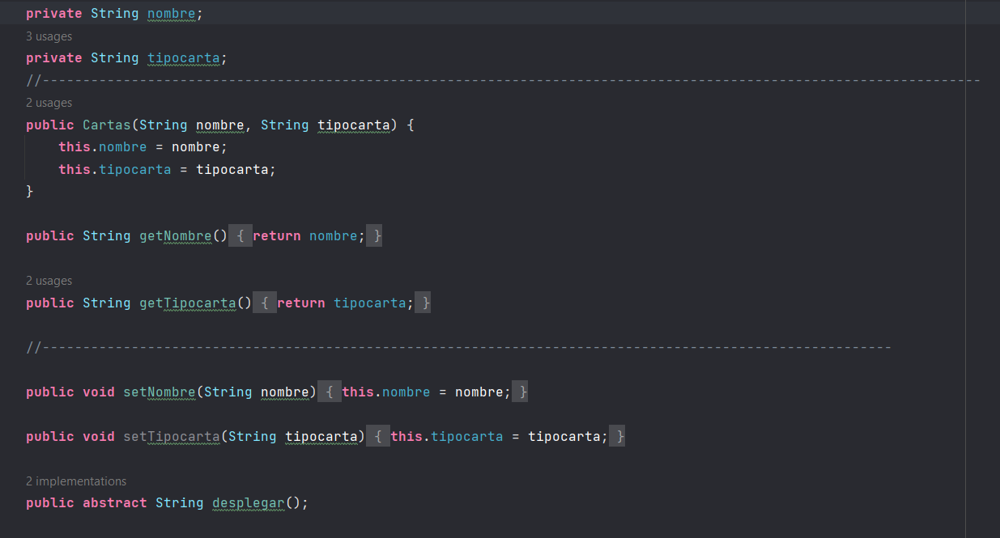 private String nombre;
3 usages
private String tipocarta;
//--------------------------------------------------------------------------------------------------------------------
2 usages
public Cartas(String nombre, String tipocarta) {
this.nombre = nombre;
this.tipocarta = tipocarta;
}
public String getNombre() { return nombre; }
2 usages
public String getTipocarta() { return tipocarta; }
//---------------------------------------------------------------------------------------------------------
public void setNombre(String nombre) { this.nombre = nombre; }
public void setTipocarta(String tipocarta) { this.tipocarta = tipocarta; }
2 implementations
public abstract String desplegar();